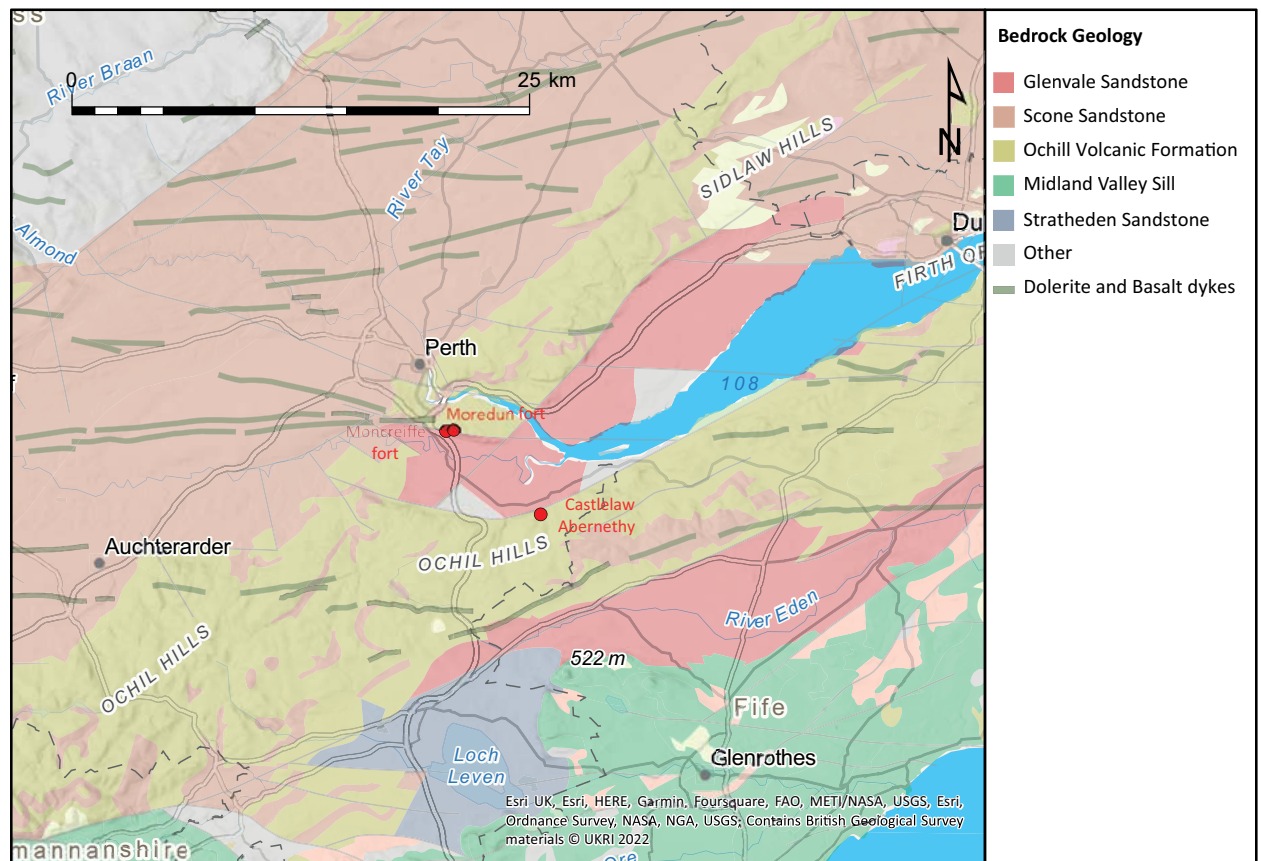 ss
River Braan
0
25 km
River Tay
SIDLAW HILLS
N
Almond
Du
FIRTH OF
Perth
108
Moredun fort
Moncreiffe
fort
Castlelaw
Abernethy
Auchterarder
OCHIL HILLS
River Eden
522 m
OCHIL HILLS
Fife
Loch
Leven
Glenrothes
Esri UK, Esri, HERE, Garmin, Foursquare, FAO, METI/NASA, USGS, Esri,
Ordnance Survey, NASA, NGA, USGS; Contains British Geological Survey
materials © UKRI 2022
mannanshire
Ore
Bedrock Geology
Glenvale Sandstone
Scone Sandstone
Ochill Volcanic Formation
Midland Valley Sill
Stratheden Sandstone
Other
Dolerite and Basalt dykes